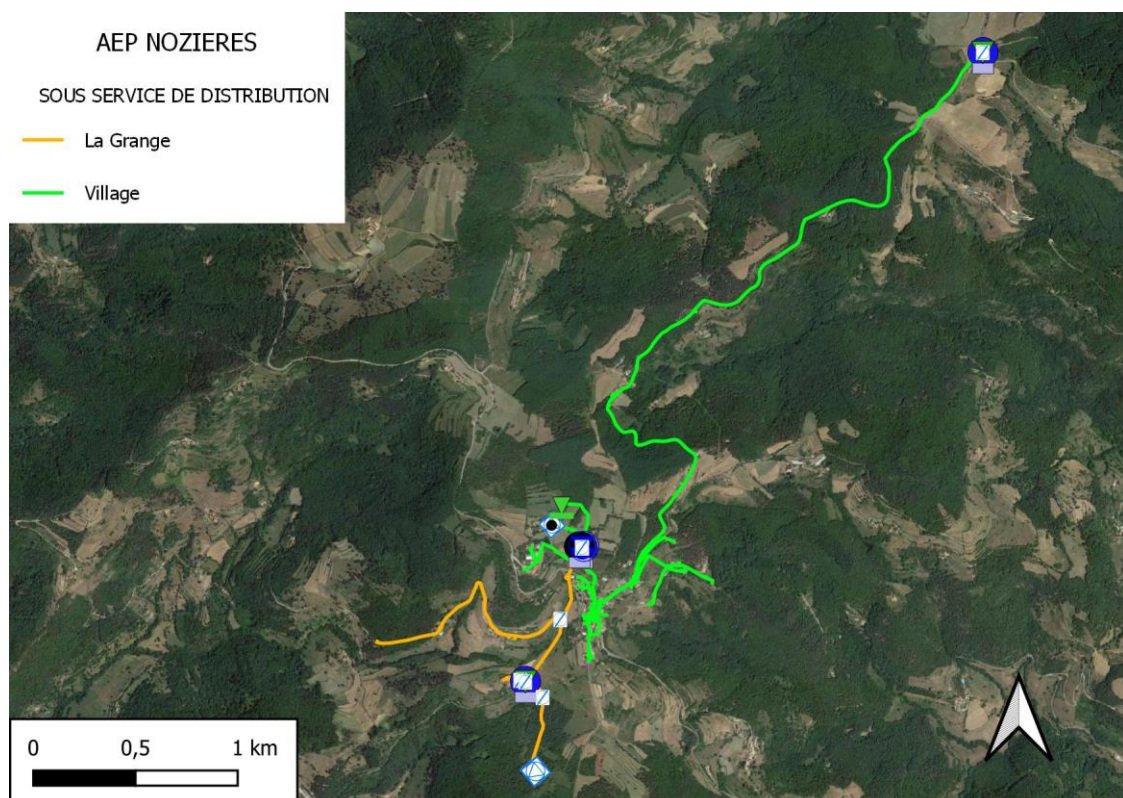 AEP NOZIERES
SOUS SERVICE DE DISTRIBUTION
La Grange
Village
0 0,5 1 km